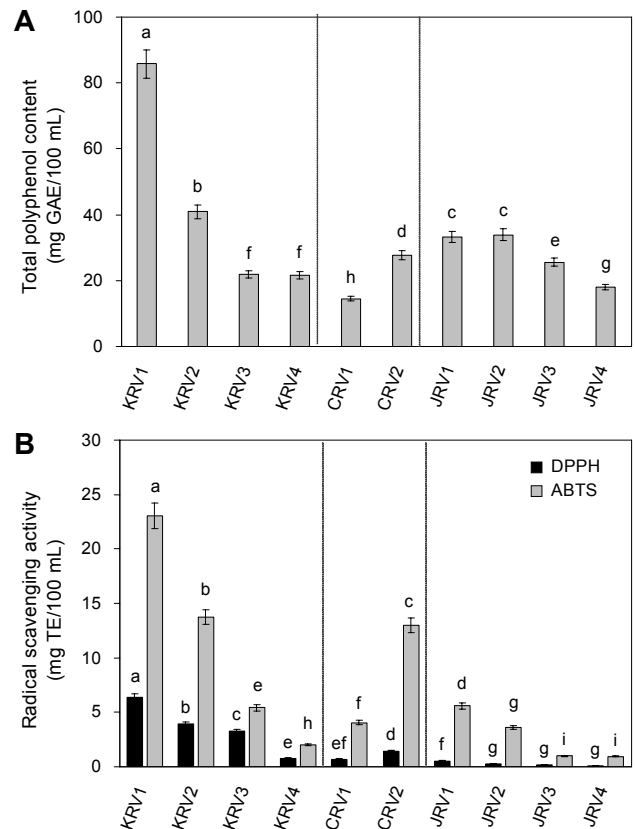 A
Total polyphenol content
(mg GAE/100 mL)
100
80
60
40
20
0
a
b
f
f
h
d
c
c
e
g
KRV1
KRV2
KRV3
KRV4
CRV1
CRV2
JRV1
JRV2
JRV3
JRV4
B
Radical scavenging activity
(mg TE/100 mL)
30
25
20
15
10
5
0
DPPH
ABTS
a
a
b
b
c
e
e
h
ef
f
d
c
f
d
g
g
g
i
g
i
KRV1
KRV2
KRV3
KRV4
CRV1
CRV2
JRV1
JRV2
JRV3
JRV4